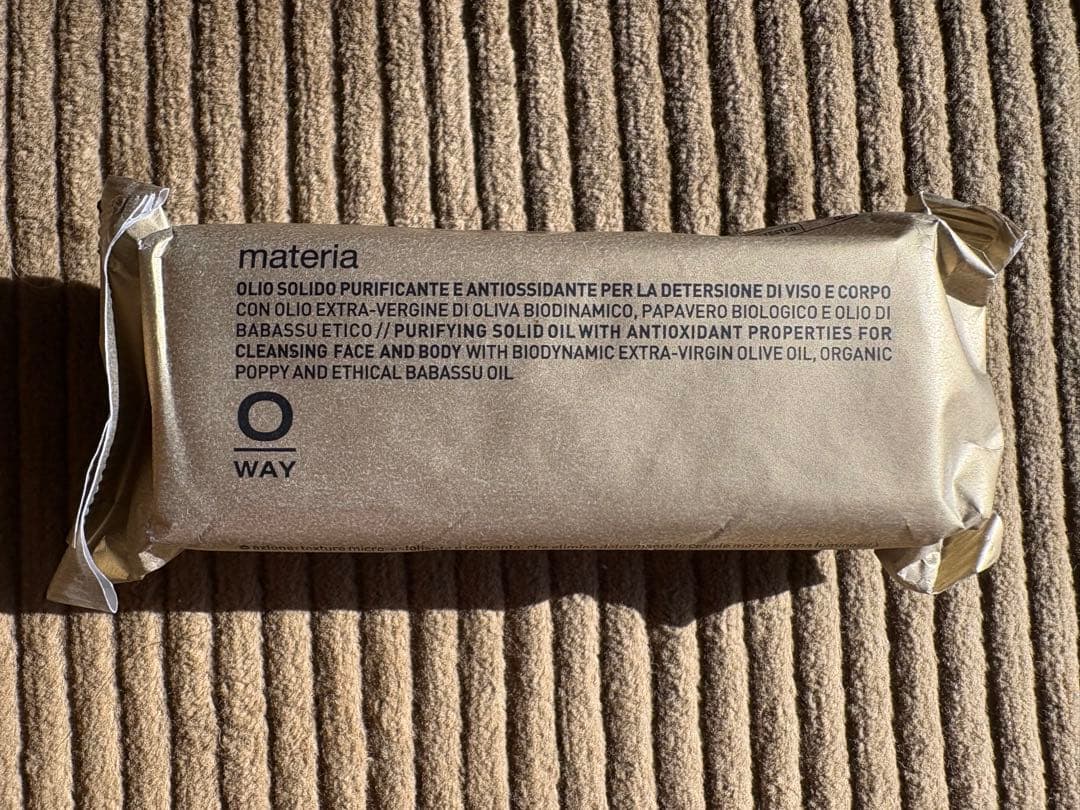 TESTED
materia
OLIO SOLIDO PURIFICANTE E ANTIOSSIDANTE PER LA DETERSIONE DI VISO E CORPO
CON OLIO EXTRA-VERGINE DI OLIVA BIODINAMICO, PAPAVERO BIOLOGICO E OLIO DI
BABASSU ETICO // PURIFYING SOLID OIL WITH ANTIOXIDANT PROPERTIES FOR
CLEANSING FACE AND BODY WITH BIODYNAMIC EXTRA-VIRGIN OLIVE OIL, ORGANIC
POPPY AND ETHICAL BABASSU OIL
O
WAY